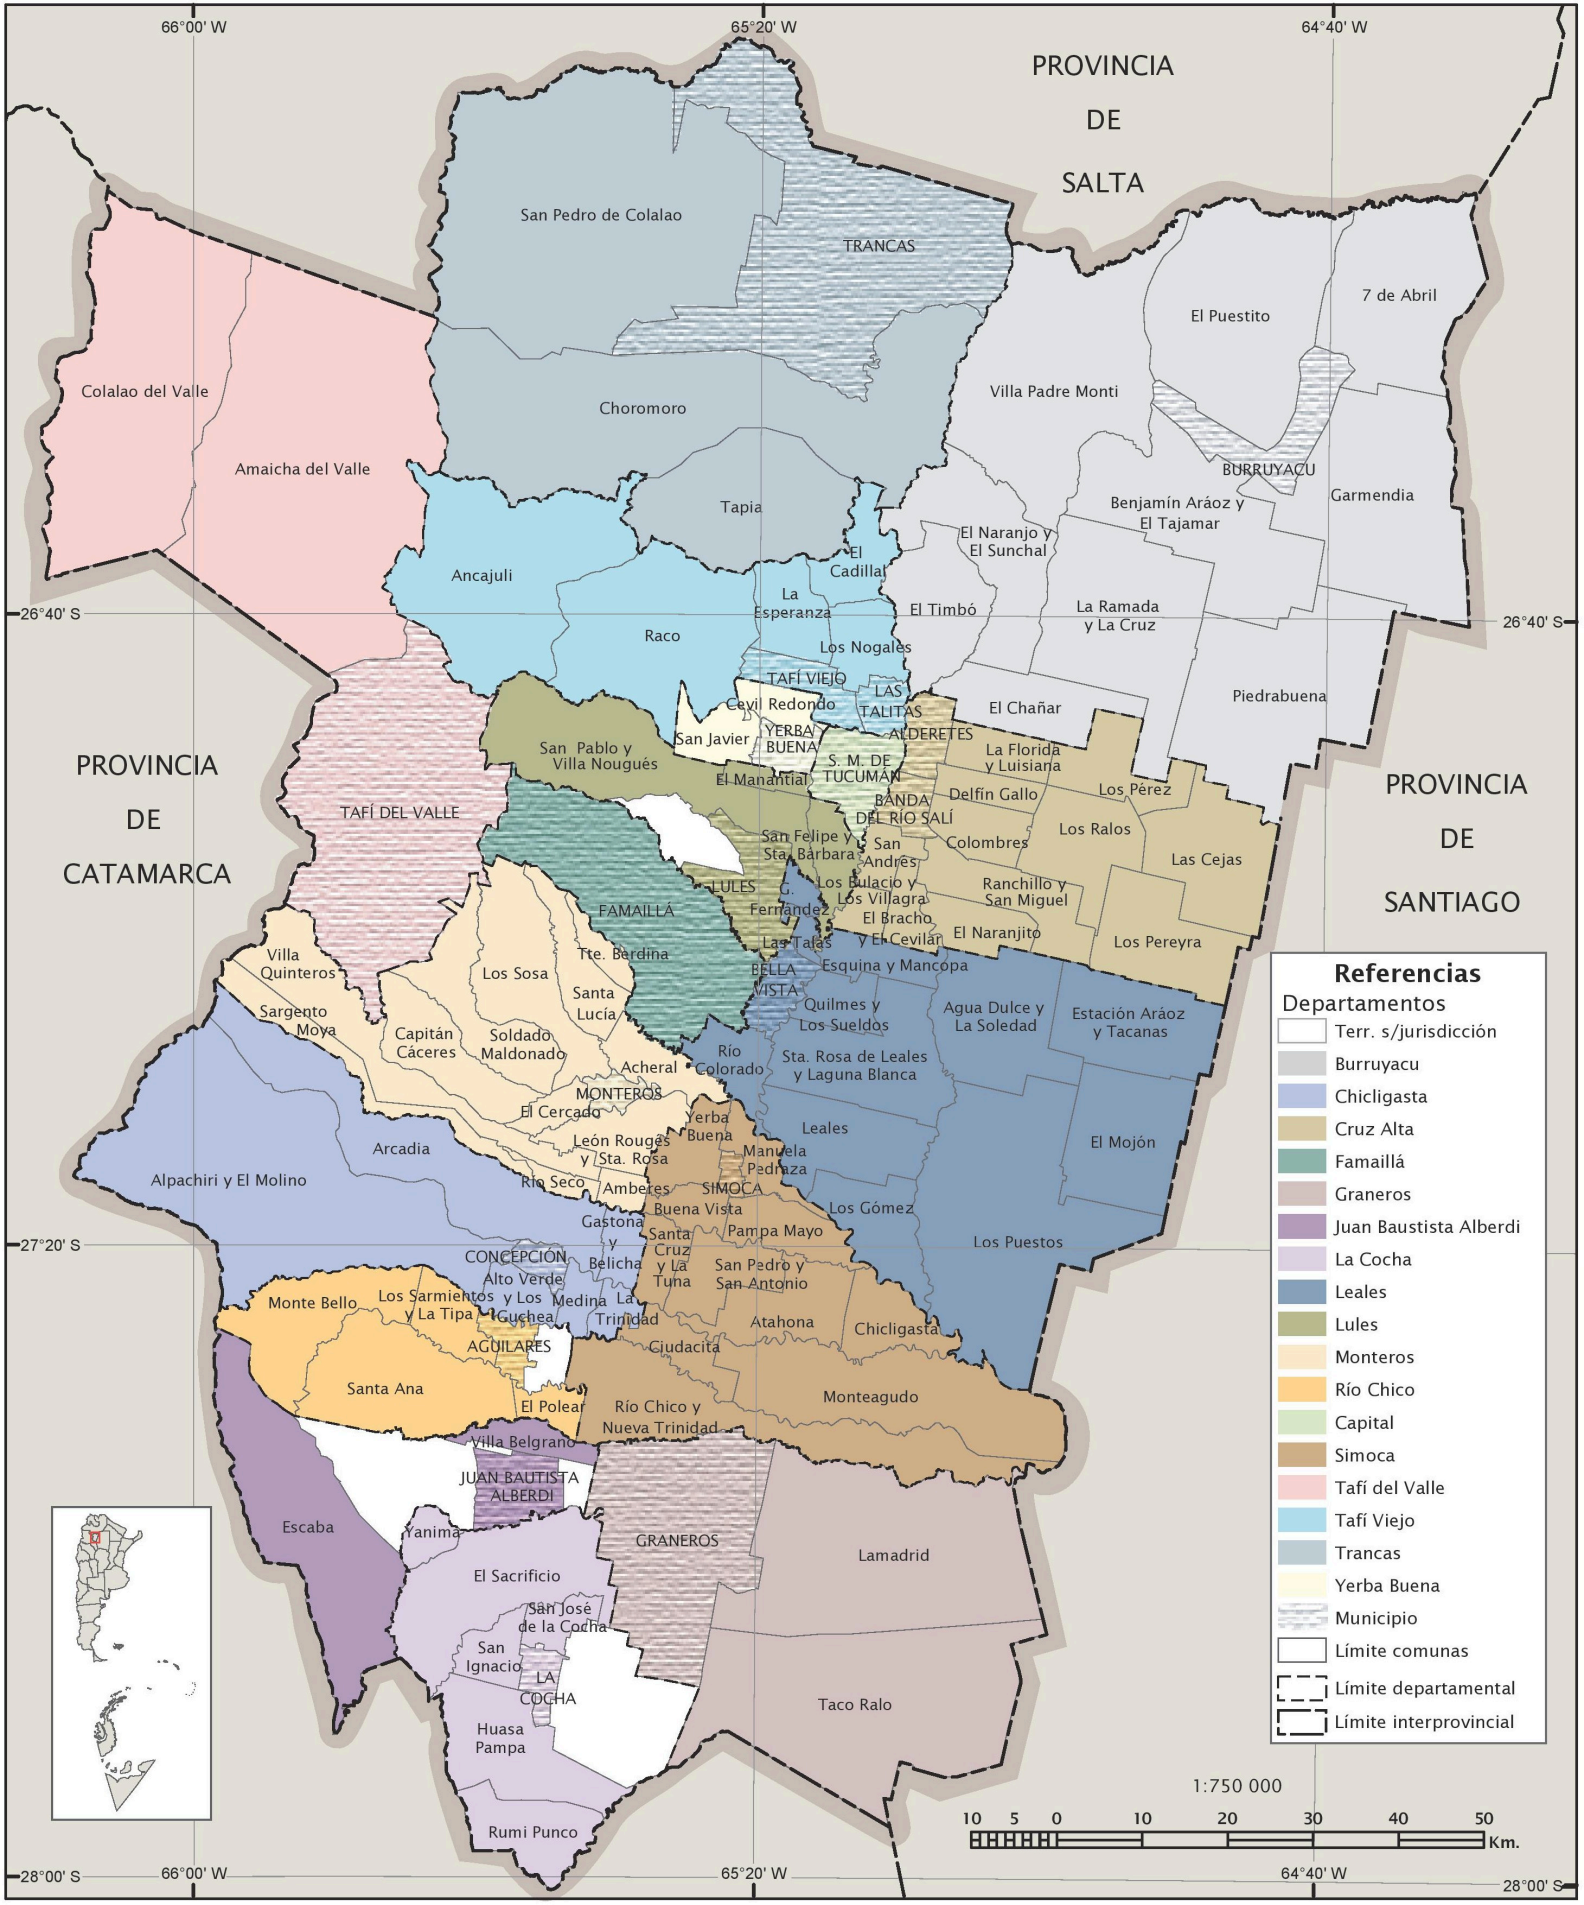 66°00' W
65°20' W
64°40' W
PROVINCIA
DE
SALTA
San Pedro de Colalao
TRANCAS
7 de Abril
El Puestito
Colalao del Valle
Villa Padre Monti
Choromoro
Amaicha del Valle
BURRUYACU
Garmendia
Benjamín Aráoz y
El Tajamar
Tapia
El Naranjo y
El Sunchal
El
Cadillal
Ancajuli
La
Esperanza
El Timbó
La Ramada
y La Cruz
26°40' S
26°40' S
Raco
Los Nogales
TAFÍ VIEJO
LAS
TALITAS
Piedrabuena
Cevil Redondo
El Chañar
YERBA
BUENA
San Javier
ALDERETES
San Pablo y
Villa Nougués
La Florida
y Luisiana
S. M. DE
TUCUMÁN
El Manantial
PROVINCIA
DE
CATAMARCA
PROVINCIA
DE
SANTIAGO
Los Pérez
Delfín Gallo
BANDA
DEL RÍO SALÍ
TAFÍ DEL VALLE
Los Ralos
San Felipe y
Sta. Bárbara
Colombres
San
Andrés
Las Cejas
LULES
G.
Fernández
Los Bulacio y
Los Villagra
Ranchillo y
San Miguel
FAMAILLÁ
El Bracho
y El Cevilar
El Naranjito
Los Pereyra
Las Talas
Villa
Quinteros
Tte. Berdina
BELLA
VISTA
Esquina y Mancopa
Los Sosa
Santa
Lucía
Quilmes y
Los Sueldos
Agua Dulce y
La Soledad
Estación Aráoz
y Tacanas
Sargento
Moya
Capitán
Cáceres
Soldado
Maldonado
Río
Colorado
Sta. Rosa de Leales
y Laguna Blanca
Acheral
MONTEROS
El Cercado
Yerba
Buena
Leales
El Mojón
León Rougés
y Sta. Rosa
Arcadia
Manuela
Pedraza
Alpachiri y El Molino
Río Seco
Amberes
SIMOCA
Buena Vista
Los Gómez
Gastona
y
Belicha
Pampa Mayo
Santa
Cruz
y La
Tuna
27°20' S
Los Puestos
CONCEPCIÓN
San Pedro y
San Antonio
Alto Verde
y Los
Guchea
Medina
La
Trinidad
Monte Bello
Los Sarmientos
y La Tipa
Atahona
Chicligasta
AGUILARES
Ciudacita
Santa Ana
Monteagudo
El Polear
Río Chico y
Nueva Trinidad
Villa Belgrano
JUAN BAUTISTA
ALBERDI
Escaba
Yanima
GRANEROS
Lamadrid
El Sacrificio
San José
de la Cocha
San
Ignacio
LA
COCHA
Taco Ralo
Huasa
Pampa
Rumi Punco
Referencias
Departamentos
Terr. s/jurisdicción
Burruyacu
Chicligasta
Cruz Alta
Famaillá
Graneros
Juan Baustista Alberdi
La Cocha
Leales
Lules
Monteros
Río Chico
Capital
Simoca
Tafí del Valle
Tafí Viejo
Trancas
Yerba Buena
Municipio
Límite comunas
Límite departamental
Límite interprovincial
1:750 000
10 5 0 10 20 30 40 50
Km.
28°00' S
66°00' W
65°20' W
64°40' W
28°00' S